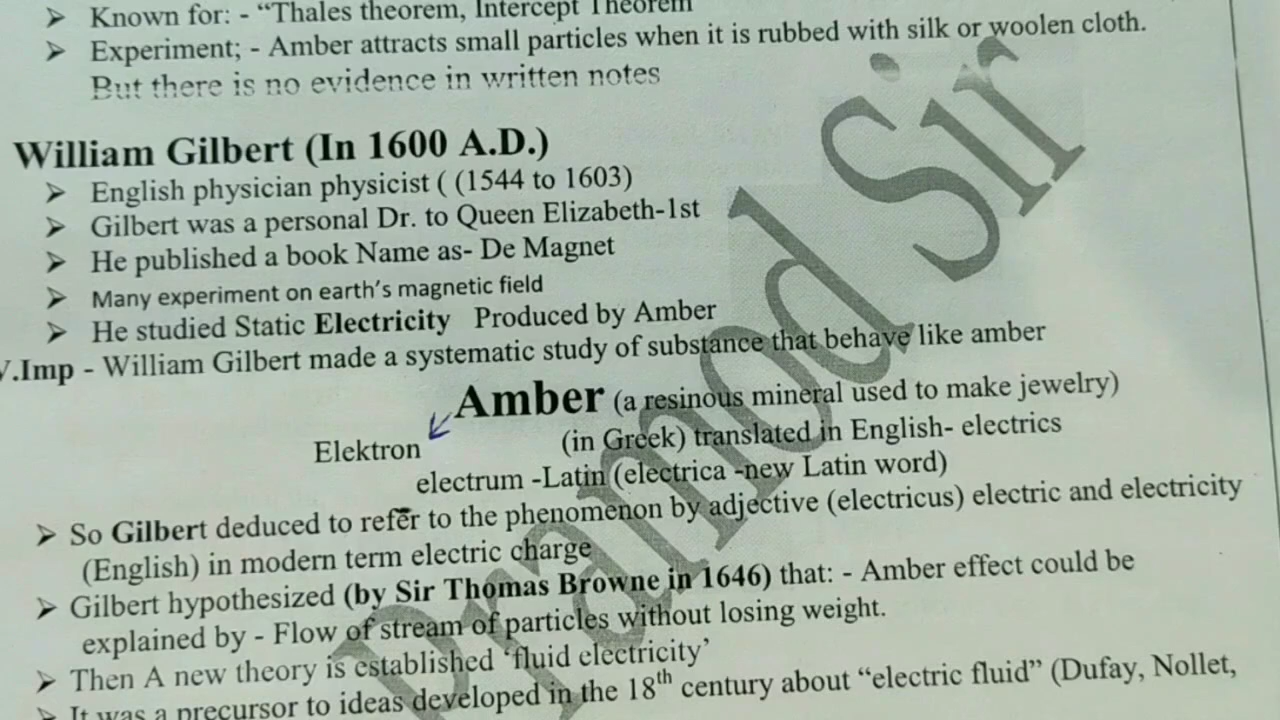 ➢ Known for: - “Thales theorem, Intercept Theorem
➢ Experiment; - Amber attracts small particles when it is rubbed with silk or woolen cloth.
But there is no evidence in written notes
William Gilbert (In 1600 A.D.)
➢ English physician physicist ( (1544 to 1603)
➢ Gilbert was a personal Dr. to Queen Elizabeth-1st
➢ He published a book Name as- De Magnet
➢ Many experiment on earth’s magnetic field
➢ He studied Static Electricity Produced by Amber
V.Imp - William Gilbert made a systematic study of substance that behave like amber
Amber (a resinous mineral used to make jewelry)
Elektron (in Greek) translated in English- electrics
electrum -Latin (electrica -new Latin word)
➢ So Gilbert deduced to refer to the phenomenon by adjective (electricus) electric and electricity
(English) in modern term electric charge
➢ Gilbert hypothesized (by Sir Thomas Browne in 1646) that: - Amber effect could be
explained by - Flow of stream of particles without losing weight.
➢ Then A new theory is established ‘fluid electricity’
➢ It was a precursor to ideas developed in the 18th century about “electric fluid” (Dufay, Nollet,
Pramod Sir